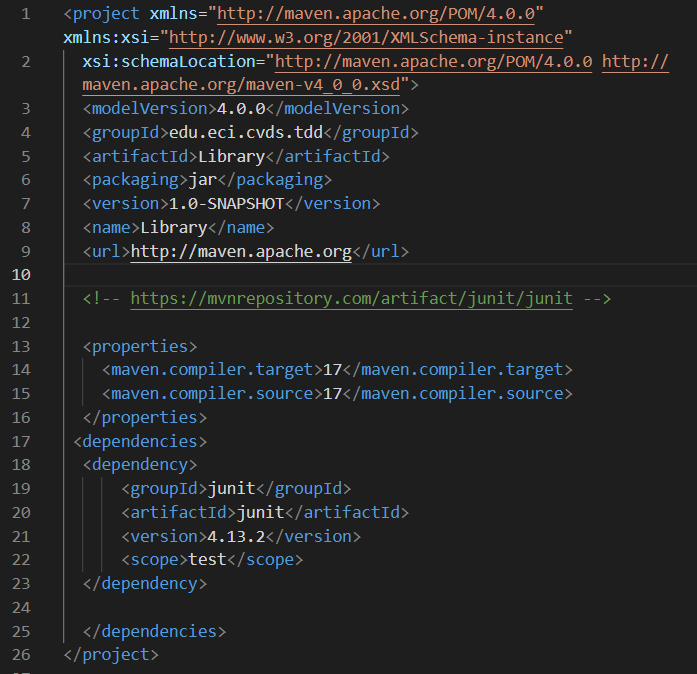 1 <project xmlns="http://maven.apache.org/POM/4.0.0"
xmlns:xsi="http://www.w3.org/2001/XMLSchema-instance"
2 xsi:schemaLocation="http://maven.apache.org/POM/4.0.0 http://
maven.apache.org/maven-v4_0_0.xsd">
3 <modelVersion>4.0.0</modelVersion>
4 <groupId>edu.eci.cvds.tdd</groupId>
5 <artifactId>Library</artifactId>
6 <packaging>jar</packaging>
7 <version>1.0-SNAPSHOT</version>
8 <name>Library</name>
9 <url>http://maven.apache.org</url>
10
11 <!-- https://mvnrepository.com/artifact/junit/junit -->
12
13 <properties>
14 <maven.compiler.target>17</maven.compiler.target>
15 <maven.compiler.source>17</maven.compiler.source>
16 </properties>
17 <dependencies>
18 <dependency>
19 <groupId>junit</groupId>
20 <artifactId>junit</artifactId>
21 <version>4.13.2</version>
22 <scope>test</scope>
23 </dependency>
24
25 </dependencies>
26 </project>